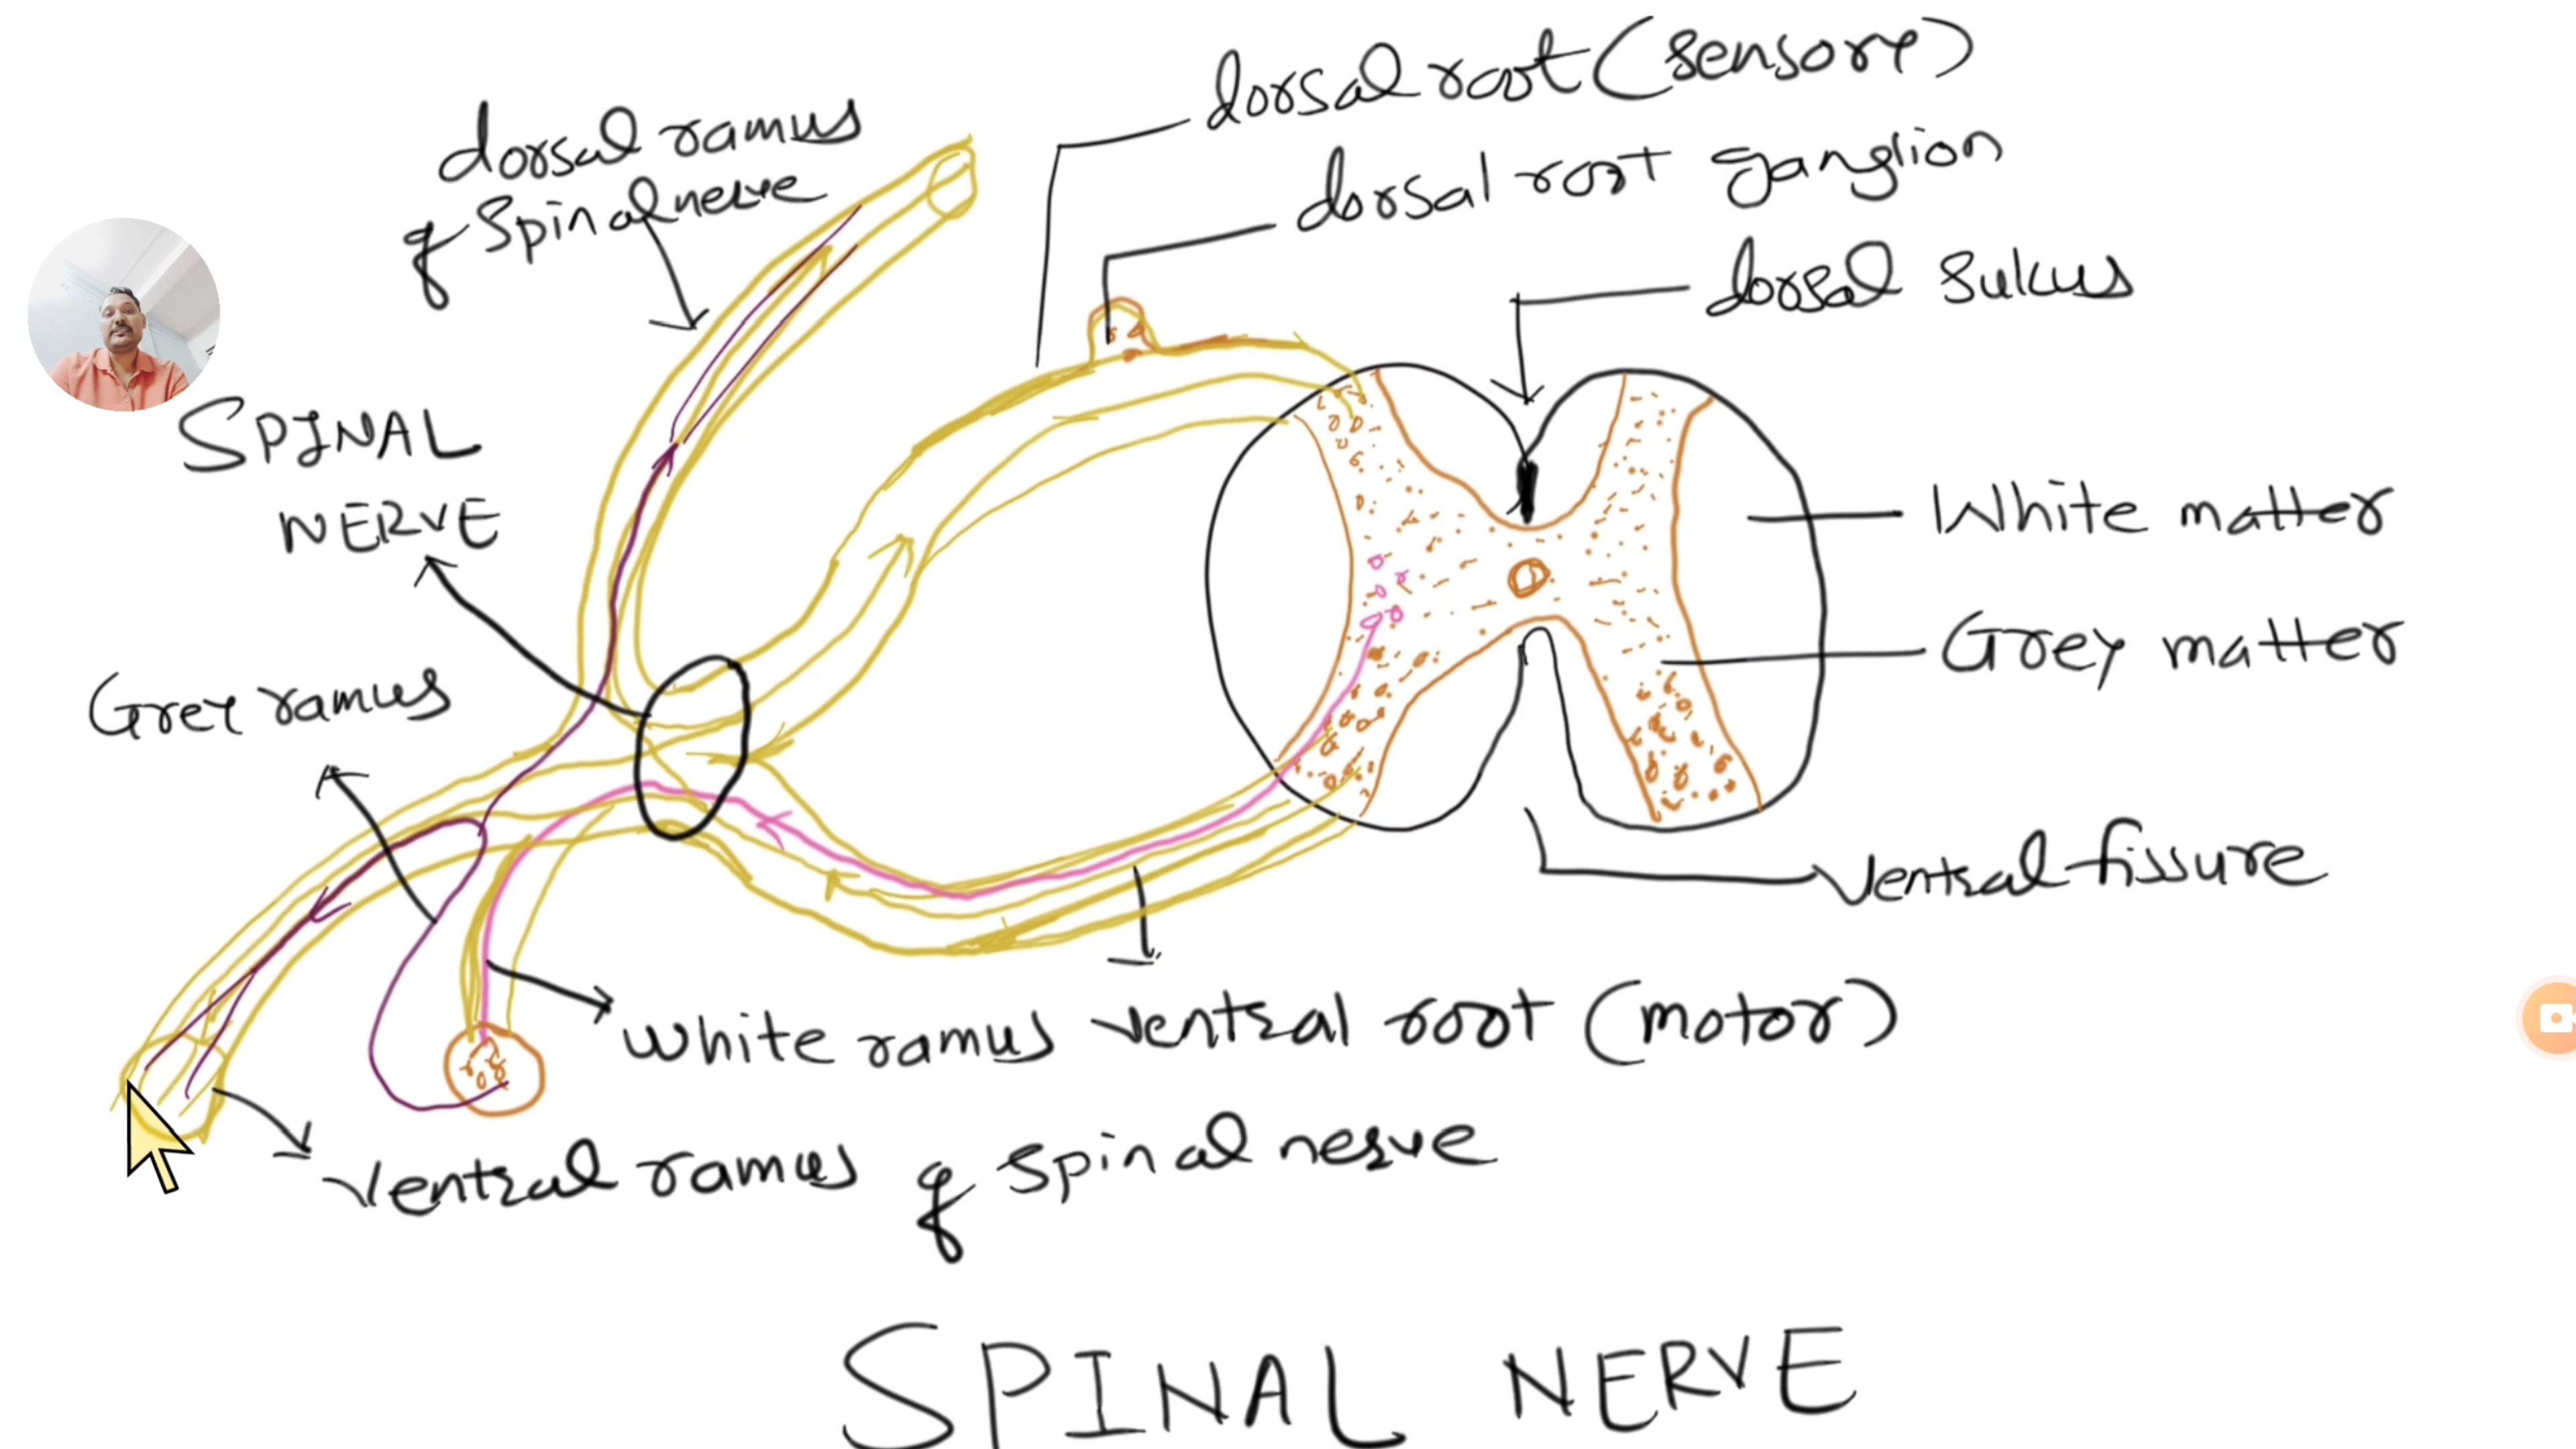 dorsal root (sensory)
dorsal ramus
of Spinal nerve
dorsal root ganglion
dorsal sulcus
SPINAL
NERVE
White matter
Grey matter
Grey ramus
Ventral fissure
White ramus
Ventral root (motor)
Ventral ramus of Spinal nerve
SPINAL NERVE